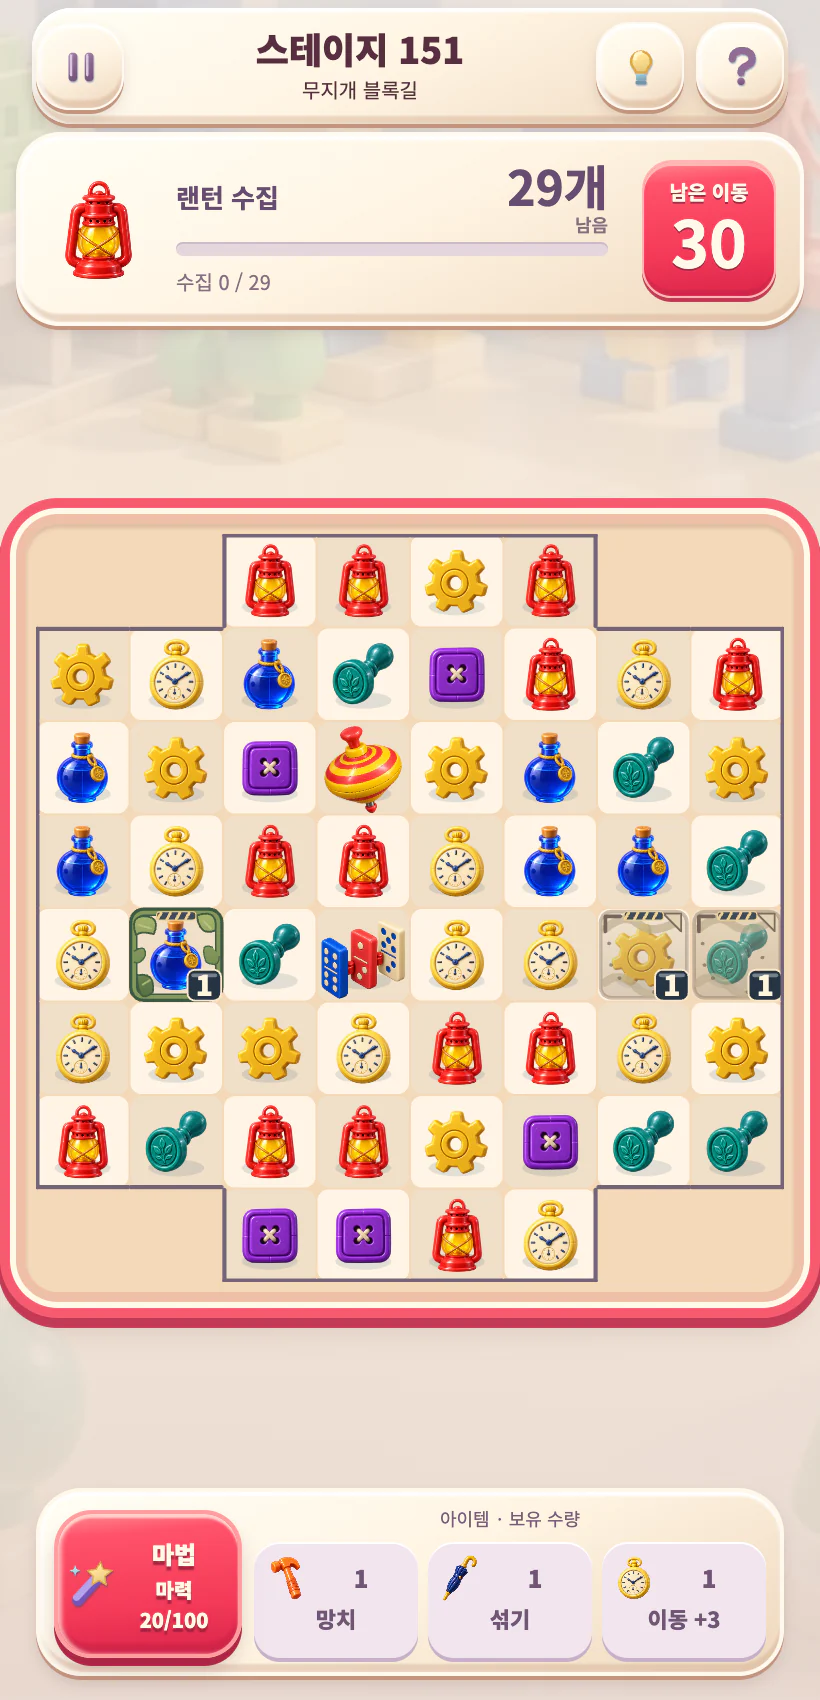 스테이지 151
무지개 블록길
랜턴 수집
29개
남음
수집 0 / 29
남은 이동
30
1
1
1
마법
마력
20/100
아이템 · 보유 수량
1
망치
1
섞기
1
이동 +3